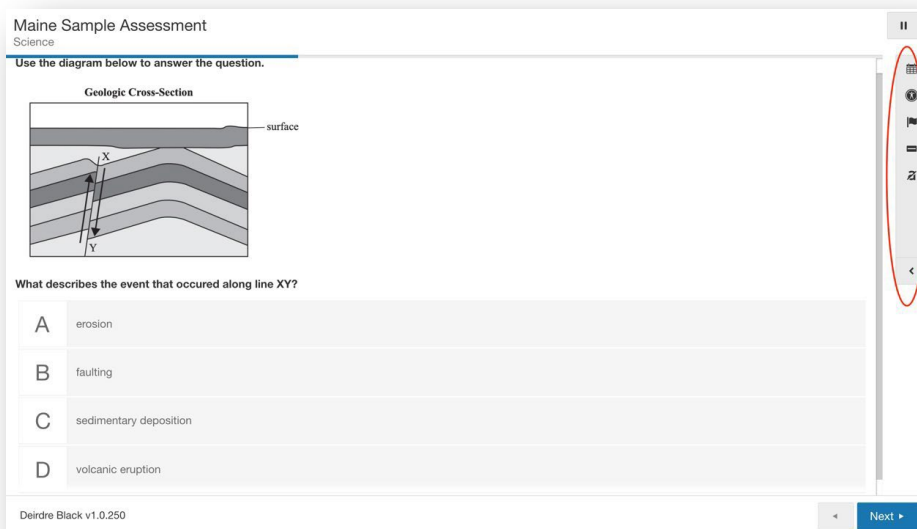 Maine Sample Assessment
Science
Use the diagram below to answer the question.
Geologic Cross-Section
surface
X
Y
What describes the event that occured along line XY?
A erosion
B faulting
C sedimentary deposition
D volcanic eruption
Deirdre Black v1.0.250
Next